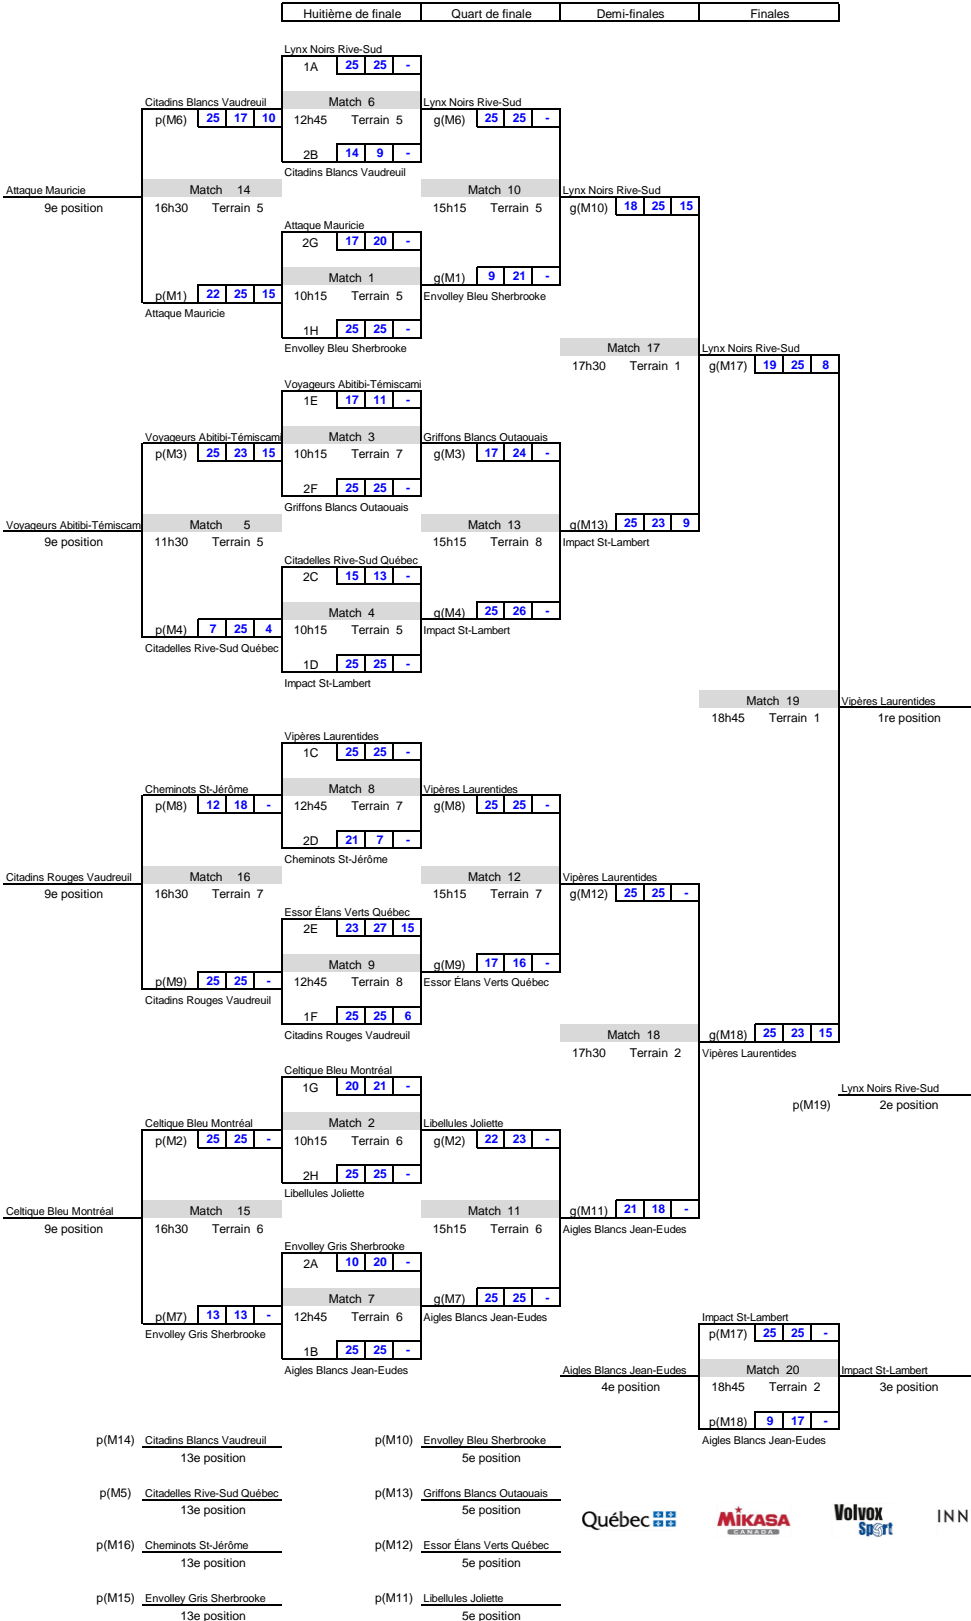 Huitième de finale Quart de finale Demi-finales Finales
Lynx Noirs Rive-Sud
1A 25 25 -
Citadins Blancs Vaudreuil Match 6 Lynx Noirs Rive-Sud
p(M6) 25 17 10 12h45 Terrain 5 g(M6) 25 25 -
2B 14 9 -
Citadins Blancs Vaudreuil
Attaque Mauricie Match 14 Match 10 Lynx Noirs Rive-Sud
9e position 16h30 Terrain 5 15h15 Terrain 5 g(M10) 18 25 15
Attaque Mauricie
2G 17 20 -
Match 1 g(M1) 9 21 -
p(M1) 22 25 15 10h15 Terrain 5 Envolley Bleu Sherbrooke
Attaque Mauricie
1H 25 25 -
Envolley Bleu Sherbrooke Match 17 Lynx Noirs Rive-Sud
17h30 Terrain 1 g(M17) 19 25 8
Voyageurs Abitibi-Témiscami
1E 17 11 -
Voyageurs Abitibi-Témiscami Match 3 Griffons Blancs Outaouais
p(M3) 25 23 15 10h15 Terrain 7 g(M3) 17 24 -
2F 25 25 -
Griffons Blancs Outaouais
Voyageurs Abitibi-Témiscam Match 5 Match 13 g(M13) 25 23 9
9e position 11h30 Terrain 5 15h15 Terrain 8 Impact St-Lambert
Citadelles Rive-Sud Québec
2C 15 13 -
Match 4 g(M4) 25 26 -
p(M4) 7 25 4 10h15 Terrain 5 Impact St-Lambert
Citadelles Rive-Sud Québec
1D 25 25 -
Impact St-Lambert
Match 19 Vipères Laurentides
18h45 Terrain 1 1re position
Vipères Laurentides
1C 25 25 -
Cheminots St-Jérôme Match 8 Vipères Laurentides
p(M8) 12 18 - 12h45 Terrain 7 g(M8) 25 25 -
2D 21 7 -
Cheminots St-Jérôme
Citadins Rouges Vaudreuil Match 16 Match 12 Vipères Laurentides
9e position 16h30 Terrain 7 15h15 Terrain 7 g(M12) 25 25 -
Essor Élans Verts Québec
2E 23 27 15
Match 9 g(M9) 17 16 -
p(M9) 25 25 - 12h45 Terrain 8 Essor Élans Verts Québec
Citadins Rouges Vaudreuil
1F 25 25 6
Citadins Rouges Vaudreuil Match 18 g(M18) 25 23 15
17h30 Terrain 2 Vipères Laurentides
Celtique Bleu Montréal
1G 20 21 - Lynx Noirs Rive-Sud
p(M19) 2e position
Celtique Bleu Montréal Match 2 Libellules Joliette
p(M2) 25 25 - 10h15 Terrain 6 g(M2) 22 23 -
2H 25 25 -
Libellules Joliette
Celtique Bleu Montréal Match 15 Match 11 g(M11) 21 18 -
9e position 16h30 Terrain 6 15h15 Terrain 6 Aigles Blancs Jean-Eudes
Envolley Gris Sherbrooke
2A 10 20 -
Match 7 g(M7) 25 25 -
p(M7) 13 13 - 12h45 Terrain 6 Aigles Blancs Jean-Eudes Impact St-Lambert
Envolley Gris Sherbrooke p(M17) 25 25 -
1B 25 25 -
Aigles Blancs Jean-Eudes Aigles Blancs Jean-Eudes Match 20 Impact St-Lambert
4e position 18h45 Terrain 2 3e position
p(M18) 9 17 -
p(M14) Citadins Blancs Vaudreuil p(M10) Envolley Bleu Sherbrooke Aigles Blancs Jean-Eudes
13e position 5e position
p(M5) Citadelles Rive-Sud Québec p(M13) Griffons Blancs Outaouais
13e position 5e position
Québec MIKASA CANADA Volvox Sport INN
p(M16) Cheminots St-Jérôme p(M12) Essor Élans Verts Québec
13e position 5e position
p(M15) Envolley Gris Sherbrooke p(M11) Libellules Joliette
13e position 5e position